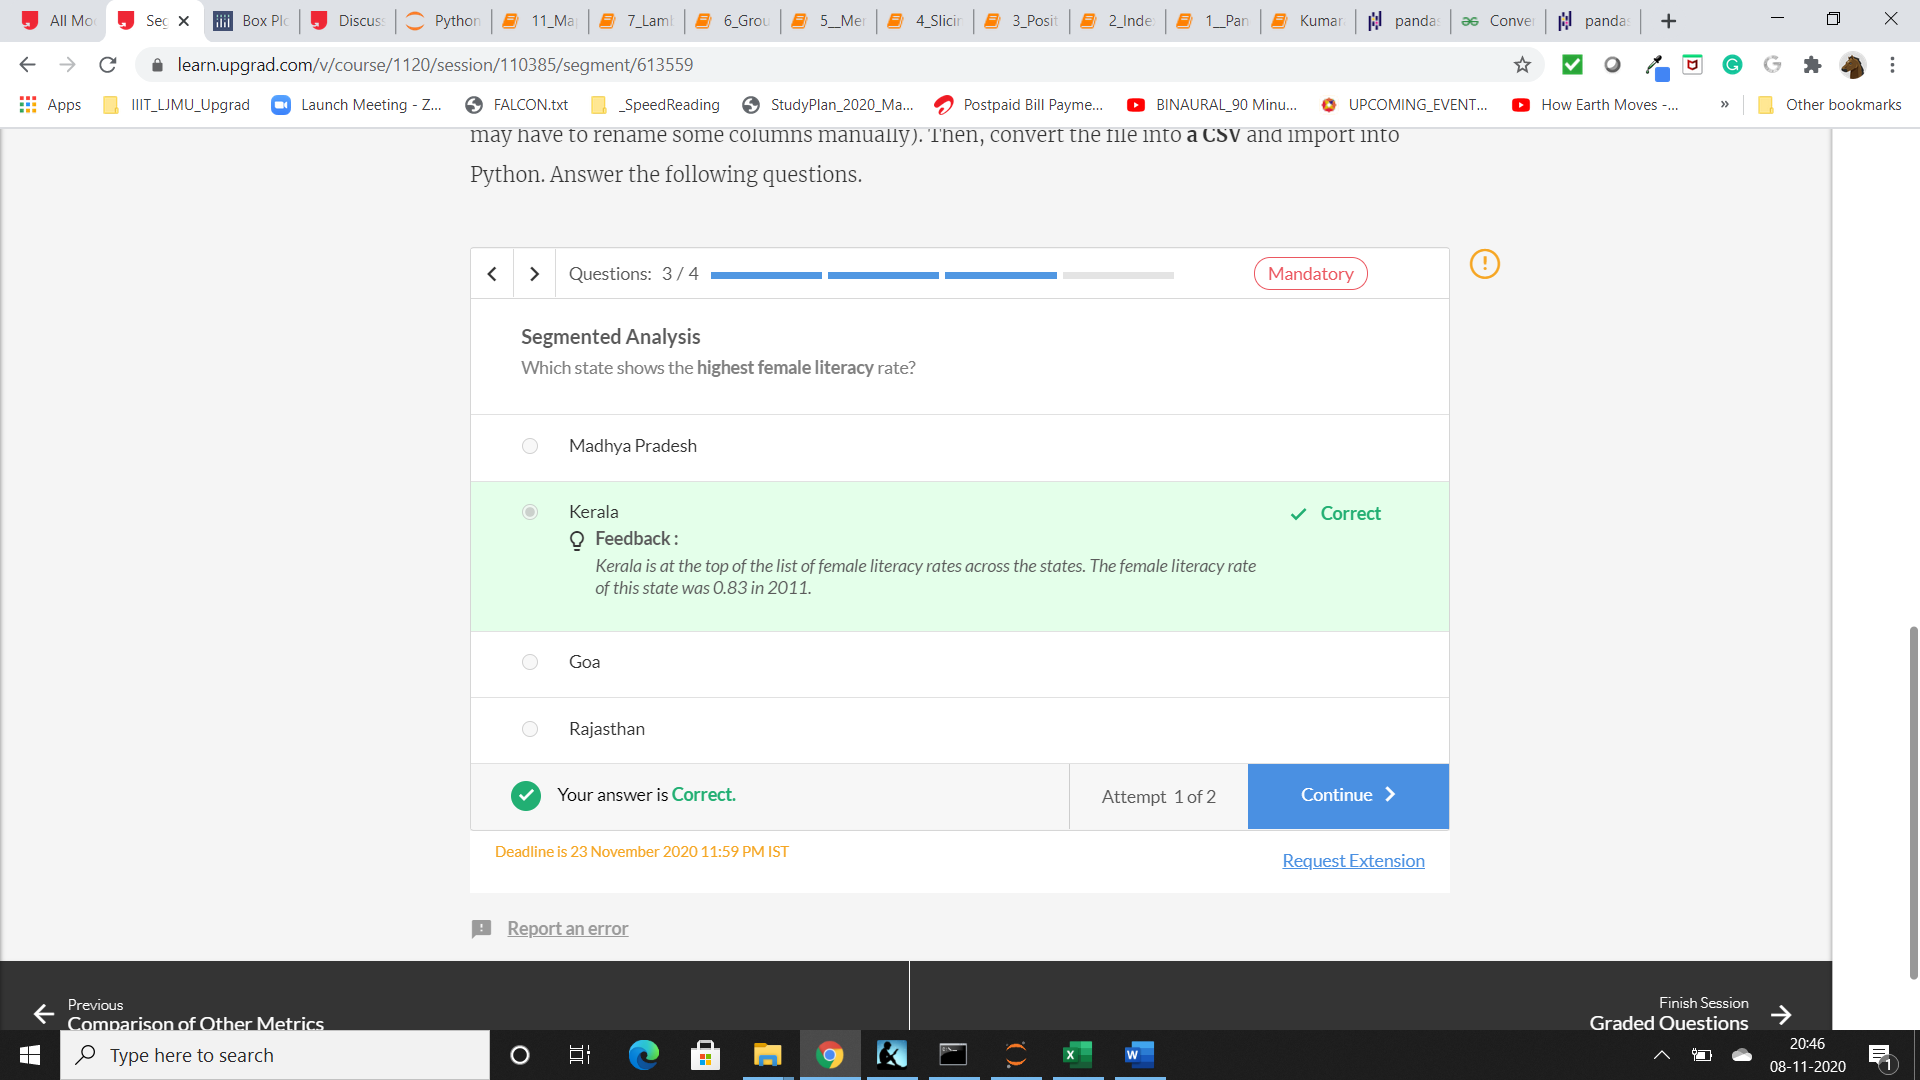 All Mo
Seg
Box Plo
Discuss
Python
11_Ma
7_Lam
6_Grou
5__Mer
4_Slicin
3_Posit
2_Inde
1__Pan
Kumar
panda
Conver
panda
learn.upgrad.com/v/course/1120/session/110385/segment/613559
Apps
IIIT_LJMU_Upgrad
Launch Meeting - Z...
FALCON.txt
_SpeedReading
StudyPlan_2020_Ma...
Postpaid Bill Payme...
BINAURAL_90 Minu...
UPCOMING_EVENT...
How Earth Moves -...
»
Other bookmarks
may have to rename some columns manually). Then, convert the file into a CSV and import into
Python. Answer the following questions.
Questions: 3 / 4
Mandatory
Segmented Analysis
Which state shows the highest female literacy rate?
Madhya Pradesh
Kerala
Correct
Feedback :
Kerala is at the top of the list of female literacy rates across the states. The female literacy rate
of this state was 0.83 in 2011.
Goa
Rajasthan
Your answer is Correct.
Attempt 1 of 2
Continue
Deadline is 23 November 2020 11:59 PM IST
Request Extension
Report an error
Previous
Comparison of Other Metrics
Finish Session
Graded Questions
Type here to search
20:46
08-11-2020
1